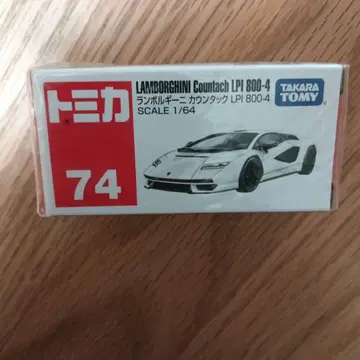 トミカ
74
LAMBORGHINI Countach LPI 800-4
ランボルギーニ カウンタック LPI 800-4
SCALE 1/64
TAKARA
TOMY